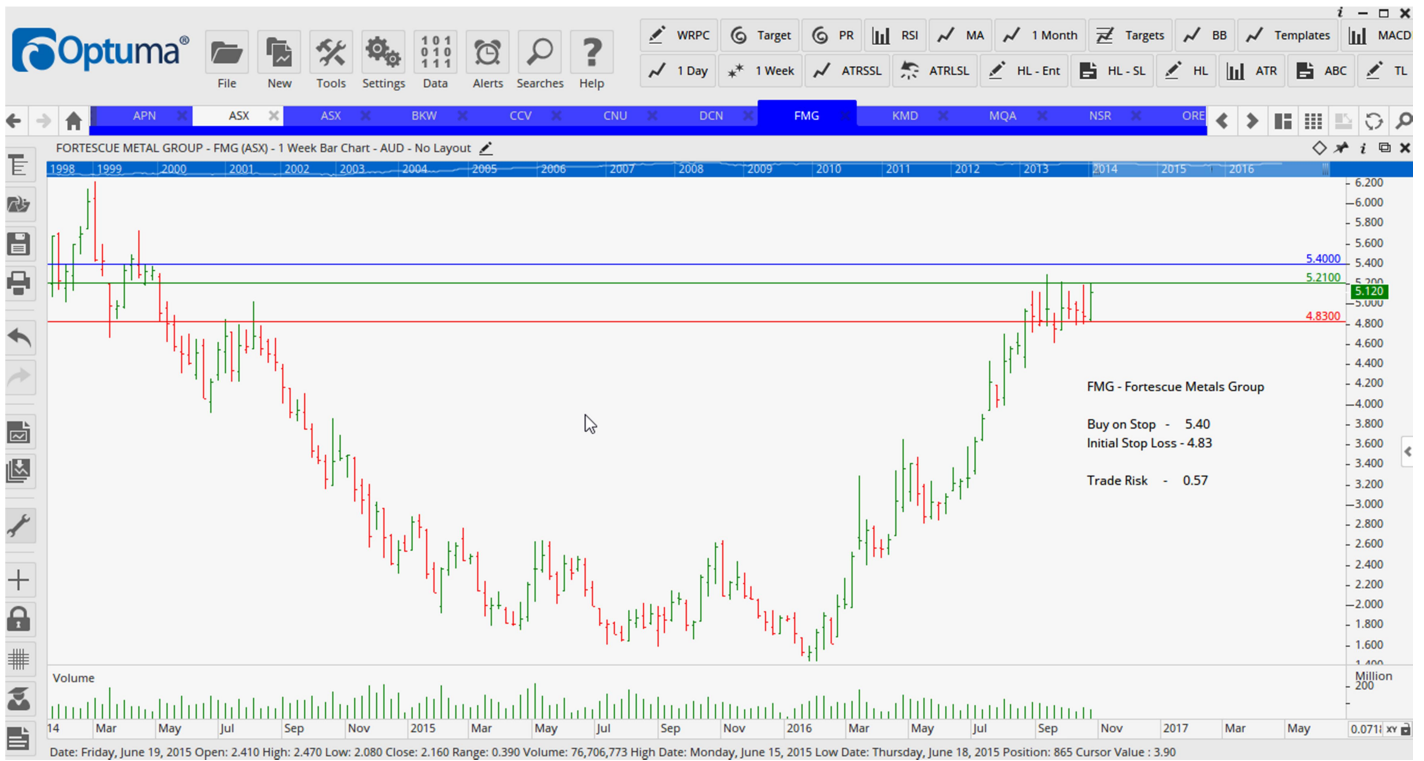 Optuma®
File New Tools Settings Data Alerts Searches Help
WRPC Target PR RSI MA 1 Month Targets BB Templates MACD
1 Day 1 Week ATRSSL ATRLSL HL - Ent HL - SL HL ATR ABC TL
APN ASX ASX BKW CCV CNU DCN FMG KMD MQA NSR ORE
FORTESCUE METAL GROUP - FMG (ASX) - 1 Week Bar Chart - AUD - No Layout
1998 1999 2000 2001 2002 2003 2004 2005 2006 2007 2008 2009 2010 2011 2012 2013 2014 2015 2016
6.200
6.000
5.800
5.600
5.4000 5.400
5.2100 5.200
5.120
5.000
4.8300 4.800
4.600
4.400
4.200
FMG - Fortescue Metals Group
4.000
Buy on Stop - 5.40 3.800
Initial Stop Loss - 4.83 3.600
3.400
Trade Risk - 0.57 3.200
3.000
2.800
2.600
2.400
2.200
2.000
1.800
1.600
1.400
Volume Million
200
14 Mar May Jul Sep Nov 2015 Mar May Jul Sep Nov 2016 Mar May Jul Sep Nov 2017 Mar May XY
Date: Friday, June 19, 2015 Open: 2.410 High: 2.470 Low: 2.080 Close: 2.160 Range: 0.390 Volume: 76,706,773 High Date: Monday, June 15, 2015 Low Date: Thursday, June 18, 2015 Position: 865 Cursor Value : 3.90